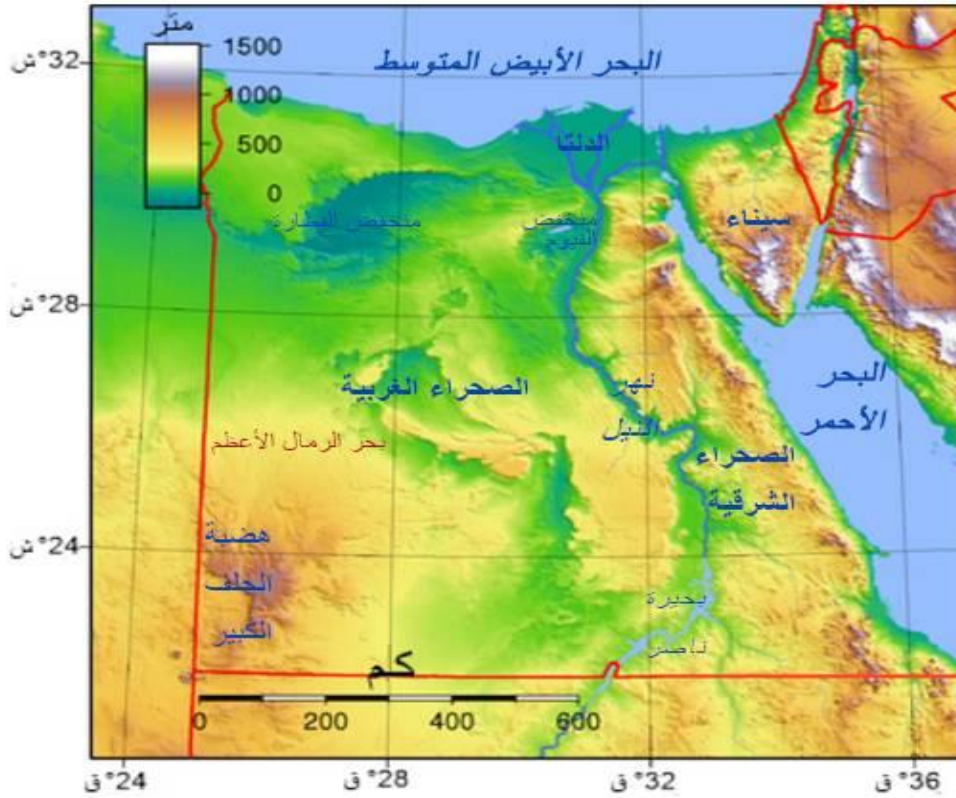 متر
1500
1000
500
0
32° ش
28° ش
24° ش
البحر الأبيض المتوسط
الدلتا
منخفض القطارة
منخفض
الفيوم
سيناء
البحر
الأحمر
الصحراء الغربية
نهر
النيل
بحر الرمال الأعظم
الصحراء
الشرقية
هضبة
الجلف
الكبير
بحيرة
ناصر
كم
0 200 400 600
24° ق 28° ق 32° ق 36° ق